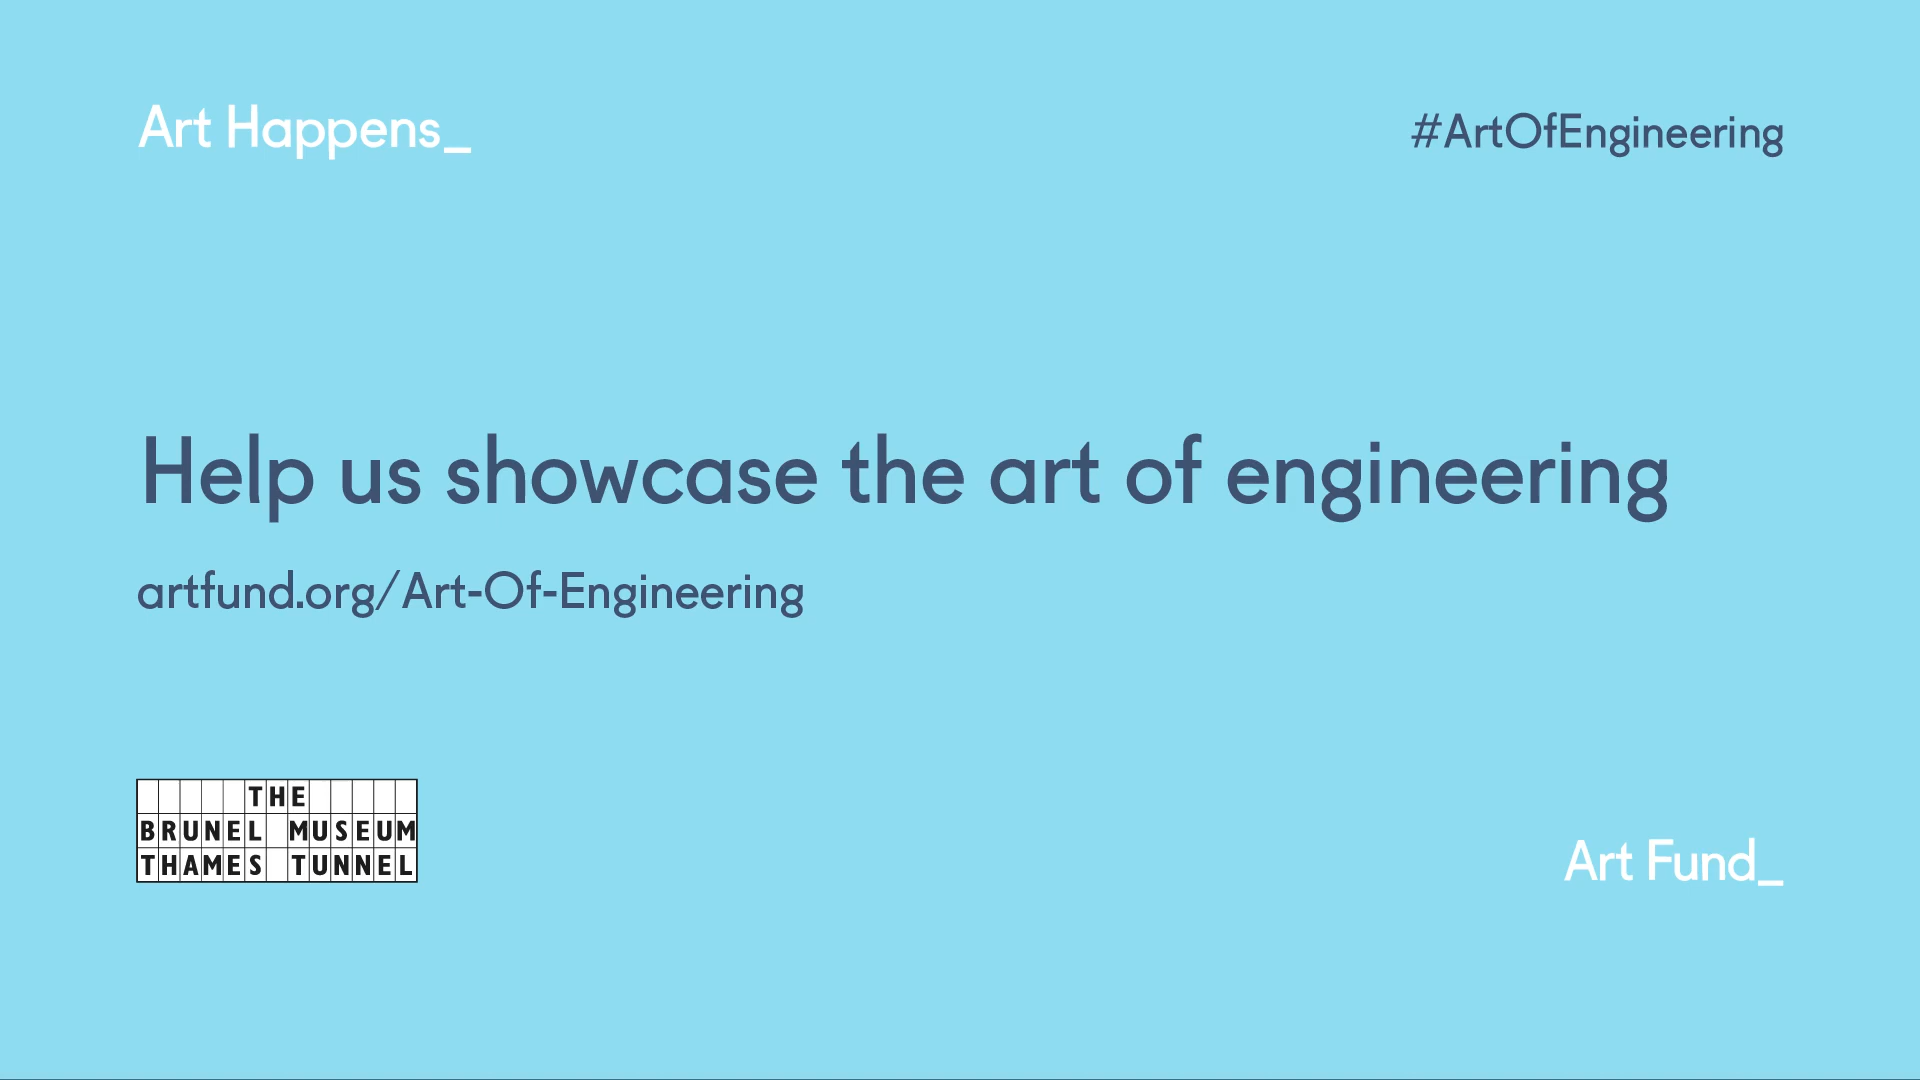 Art Happens_
#ArtOfEngineering
Help us showcase the art of engineering
artfund.org/Art-Of-Engineering
THE
BRUNEL MUSEUM
THAMES TUNNEL
Art Fund_